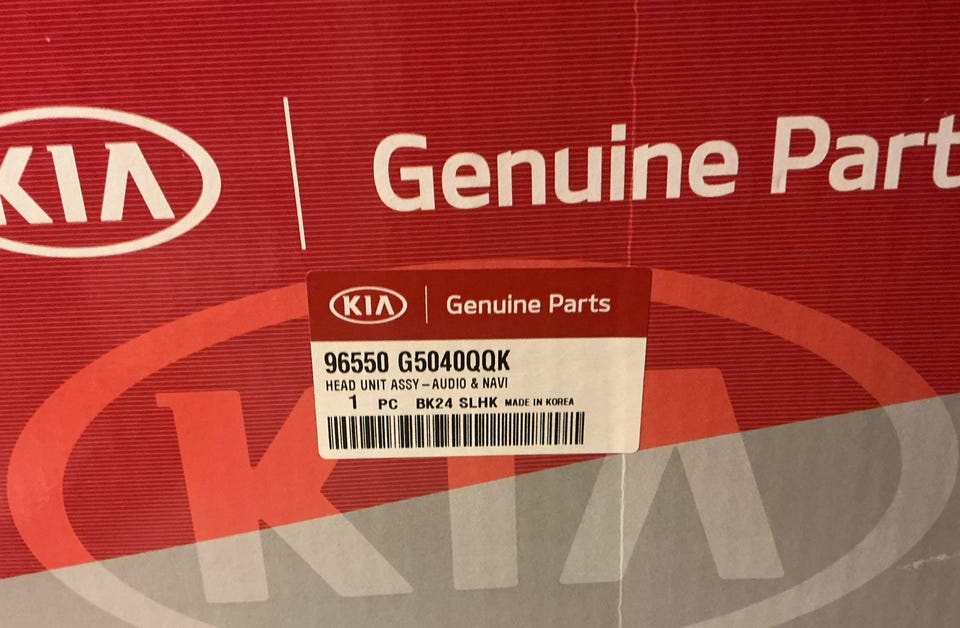 KIA | Genuine Part
KIA | Genuine Parts
96550 G5040QQK
HEAD UNIT ASSY-AUDIO & NAVI
1 PC BK24 SLHK MADE IN KOREA
KIA